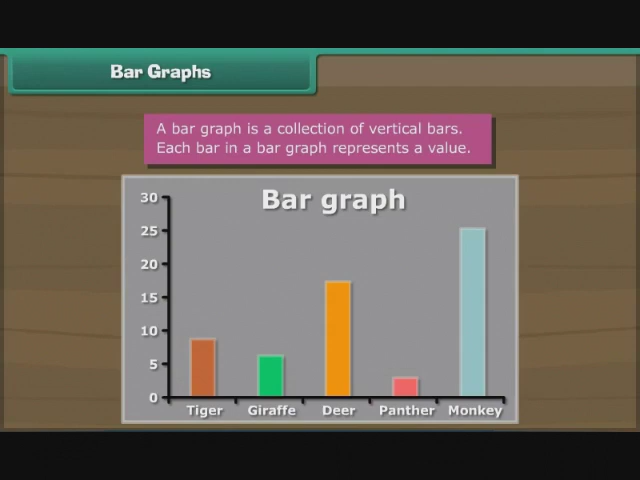 Bar Graphs
A bar graph is a collection of vertical bars.
Each bar in a bar graph represents a value.
Bar graph
30
25
20
15
10
5
0
Tiger Giraffe Deer Panther Monkey